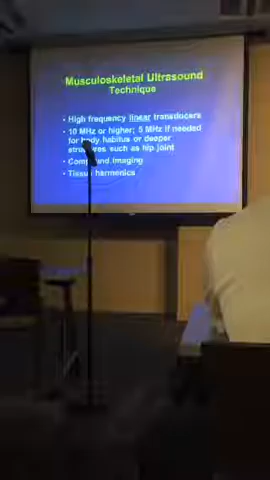 Musculoskeletal Ultrasound
Technique
• High frequency linear transducers
• 10 MHz or higher; 5 MHz if needed
for body habitus or deeper
structures such as hip joint
• Compound imaging
• Tissue harmonics